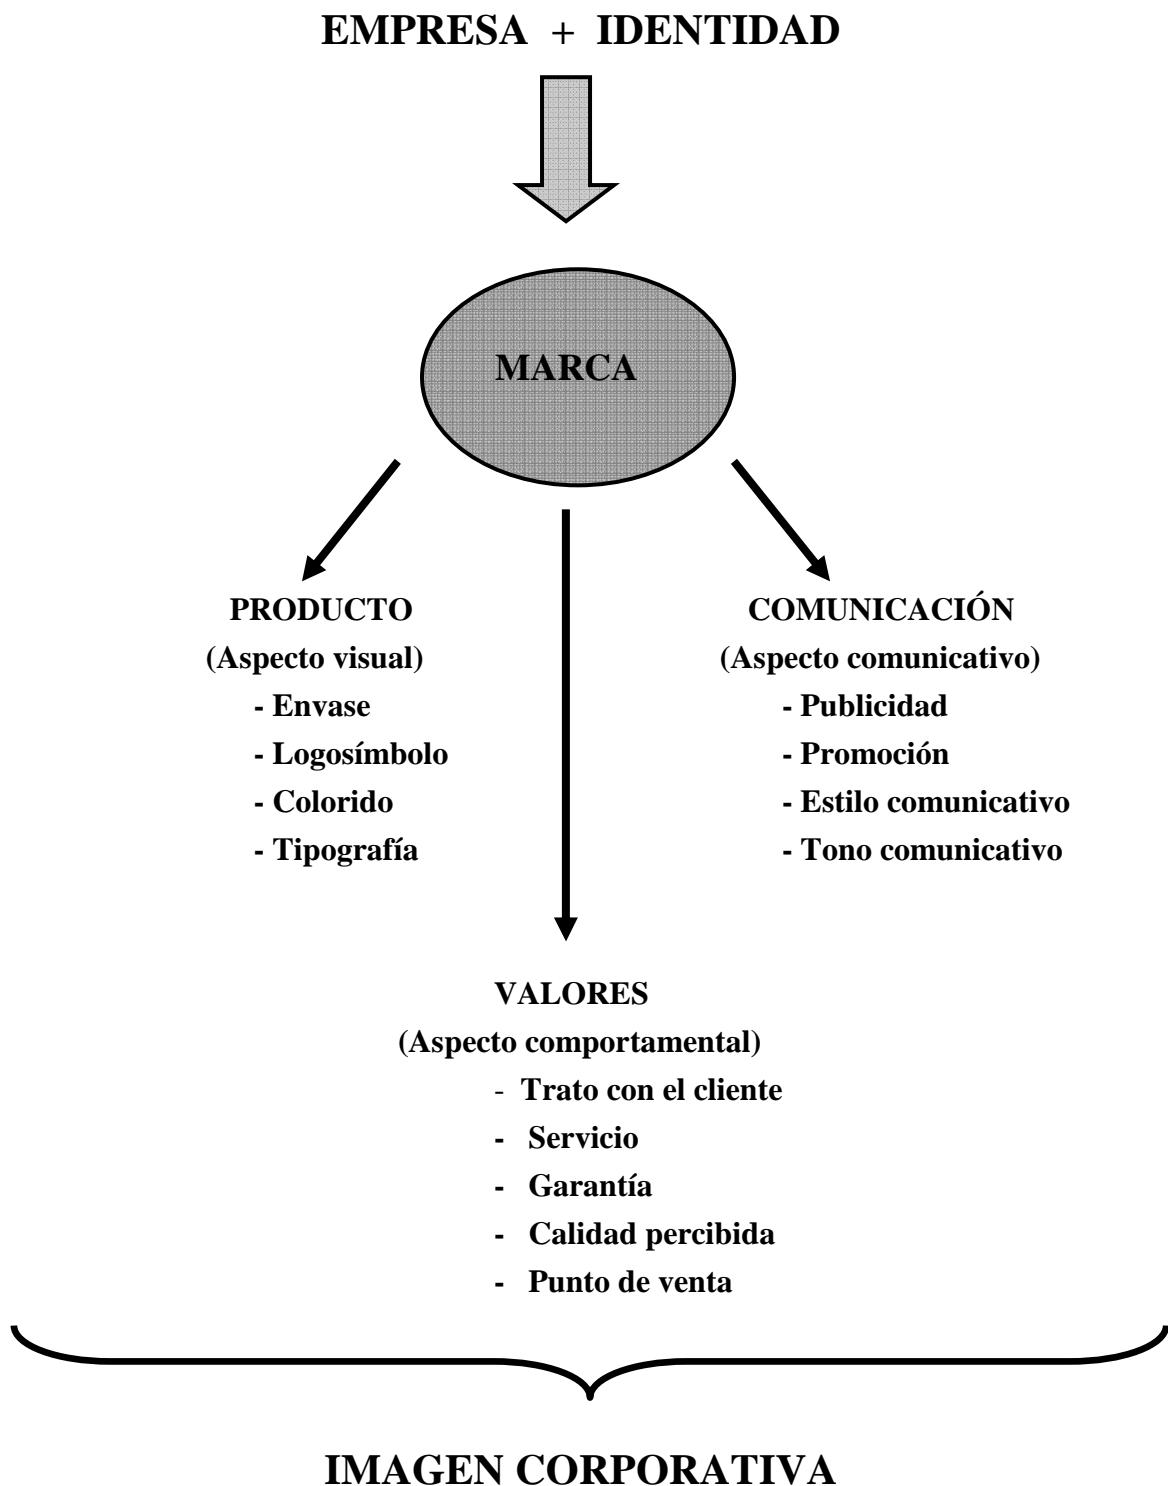 EMPRESA + IDENTIDAD
MARCA
PRODUCTO
(Aspecto visual)
- Envase
- Logosímbolo
- Colorido
- Tipografía
COMUNICACIÓN
(Aspecto comunicativo)
- Publicidad
- Promoción
- Estilo comunicativo
- Tono comunicativo
VALORES
(Aspecto comportamental)
- Trato con el cliente
- Servicio
- Garantía
- Calidad percibida
- Punto de venta
IMAGEN CORPORATIVA